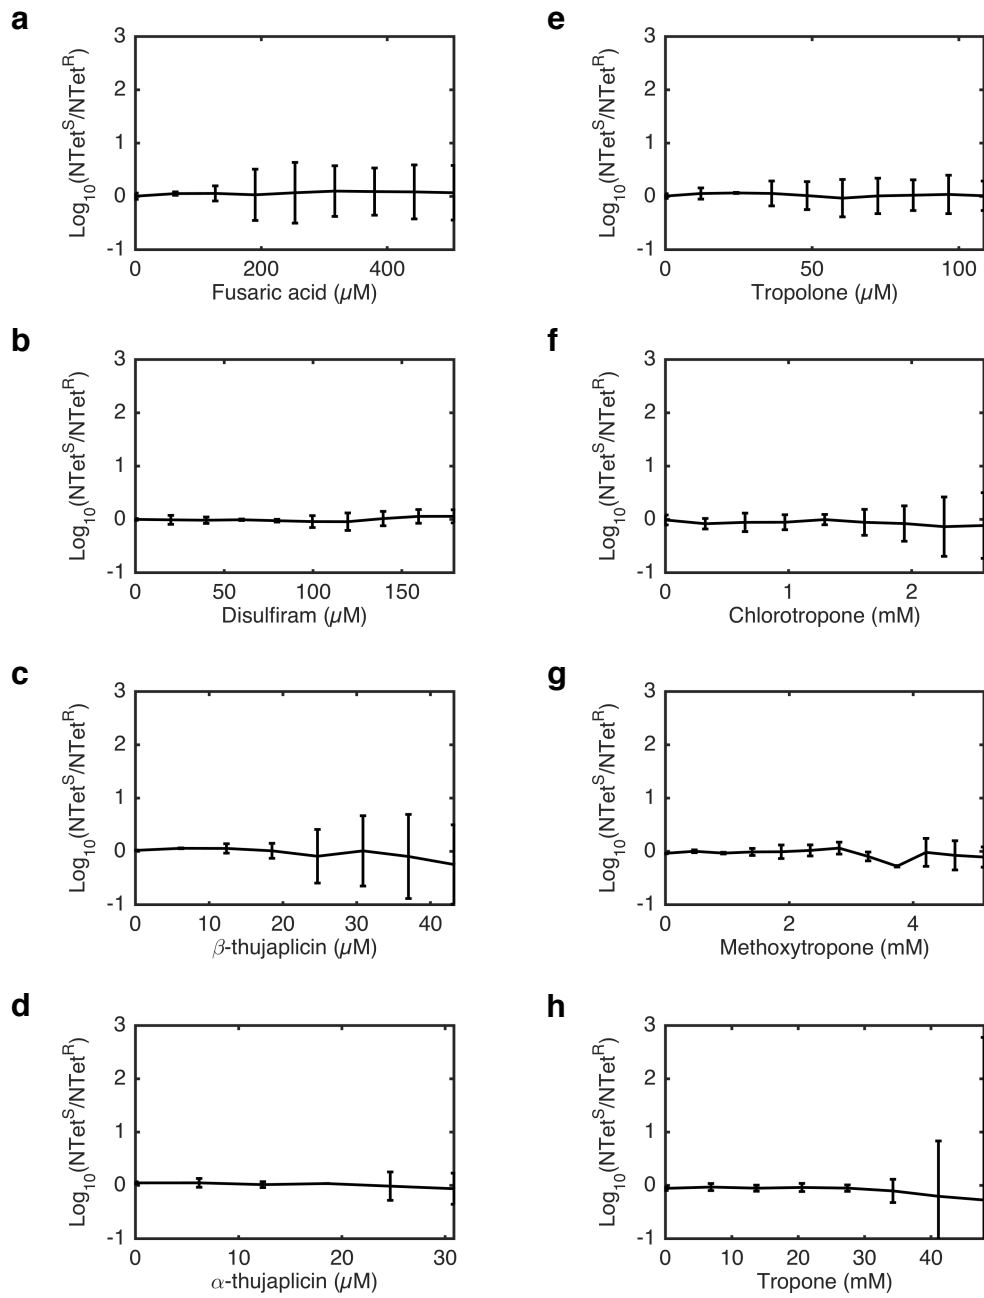 a
3
2
1
0
-1
Log10(NTetS/NTetR)
0 200 400
Fusaric acid (µM)
b
3
2
1
0
-1
Log10(NTetS/NTetR)
0 50 100 150
Disulfiram (µM)
c
3
2
1
0
-1
Log10(NTetS/NTetR)
0 10 20 30 40
β-thujaplicin (µM)
d
3
2
1
0
-1
Log10(NTetS/NTetR)
0 10 20 30
α-thujaplicin (µM)
e
3
2
1
0
-1
Log10(NTetS/NTetR)
0 50 100
Tropolone (µM)
f
3
2
1
0
-1
Log10(NTetS/NTetR)
0 1 2
Chlorotropone (mM)
g
3
2
1
0
-1
Log10(NTetS/NTetR)
0 2 4
Methoxytropone (mM)
h
3
2
1
0
-1
Log10(NTetS/NTetR)
0 10 20 30 40
Tropone (mM)